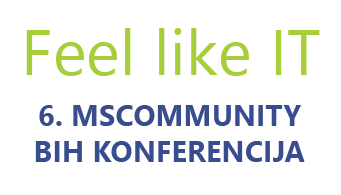 Feel like IT
6. MSCOMMUNITY
BIH KONFERENCIJA